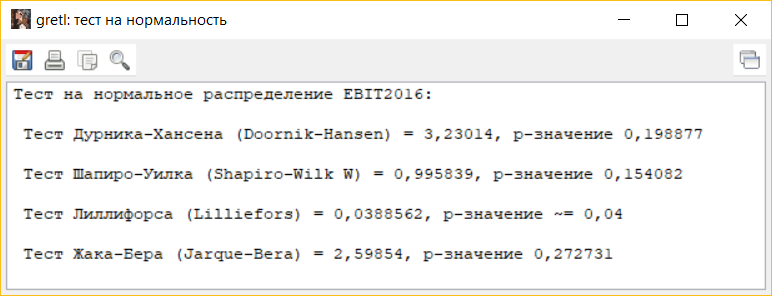 gretl: тест на нормальность
Тест на нормальное распределение EBIT2016:
Тест Дурника-Хансена (Doornik-Hansen) = 3,23014, p-значение 0,198877
Тест Шапиро-Уилка (Shapiro-Wilk W) = 0,995839, p-значение 0,154082
Тест Лиллифорса (Lilliefors) = 0,0388562, p-значение ~= 0,04
Тест Жака-Бера (Jarque-Bera) = 2,59854, p-значение 0,272731